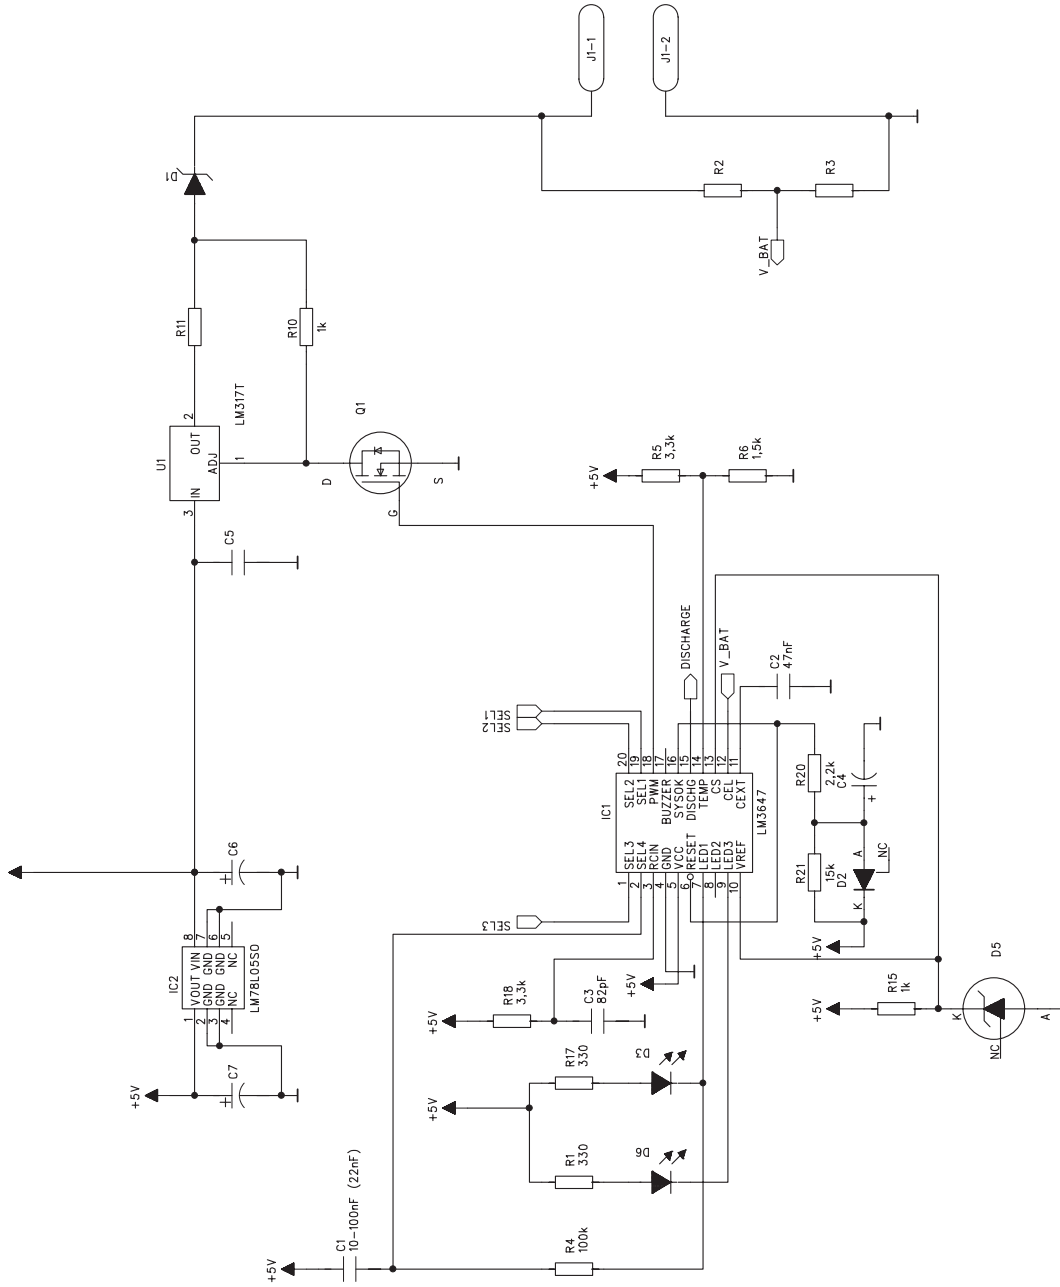 J1-1
J1-2
D1
R2
R3
V_BAT
R11
R10
1k
U1
LM317T
IN
OUT
ADJ
3
2
1
Q1
D
G
S
C5
+5V
R5
3,3k
R6
1,5k
DISCHARGE
V_BAT
C2
47nF
SEL1
SEL2
SEL3
IC1
LM3647
20
19
18
17
16
15
14
13
12
11
SEL2
SEL1
PWM
BUZZER
SYSOK
DISCHG
TEMP
CS
CEL
CEXT
SEL3
SEL4
RCIN
GND
VCC
RESET
LED1
LED2
LED3
VREF
1
2
3
4
5
6
7
8
9
10
R20
2,2k
C4
+
R21
15k
D2
A
K
NC
+5V
C6
+
IC2
LM78L05SO
VOUT
GND
GND
NC
VIN
GND
GND
NC
1
2
3
4
8
7
6
5
C7
+
+5V
+5V
R18
3,3k
C3
82pF
+5V
+5V
R15
1k
D5
K
A
NC
+5V
R17
330
D3
R1
330
D6
+5V
C1
10-100nF (22nF)
R4
100k